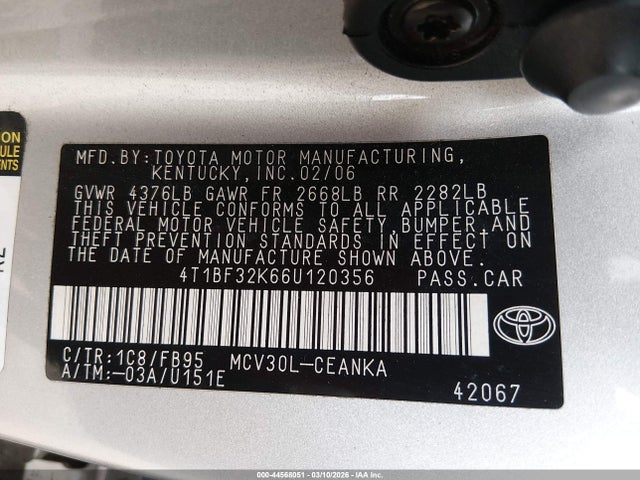 ION
ULE
ENTS
MFD.BY:TOYOTA MOTOR MANUFACTURING,
KENTUCKY,INC.02/06
GVWR 4376LB GAWR FR 2668LB RR 2282LB
THIS VEHICLE CONFORMS TO ALL APPLICABLE
FEDERAL MOTOR VEHICLE SAFETY,BUMPER,AND
THEFT PREVENTION STANDARDS IN EFFECT ON
THE DATE OF MANUFACTURE SHOWN ABOVE.
4T1BF32K66U120356 PASS.CAR
C/TR:1C8/FB95 MCV30L-CEANKA
A/TM:-03A/U151E
42067
000-44568051 - 03/10/2026 - IAA Inc.